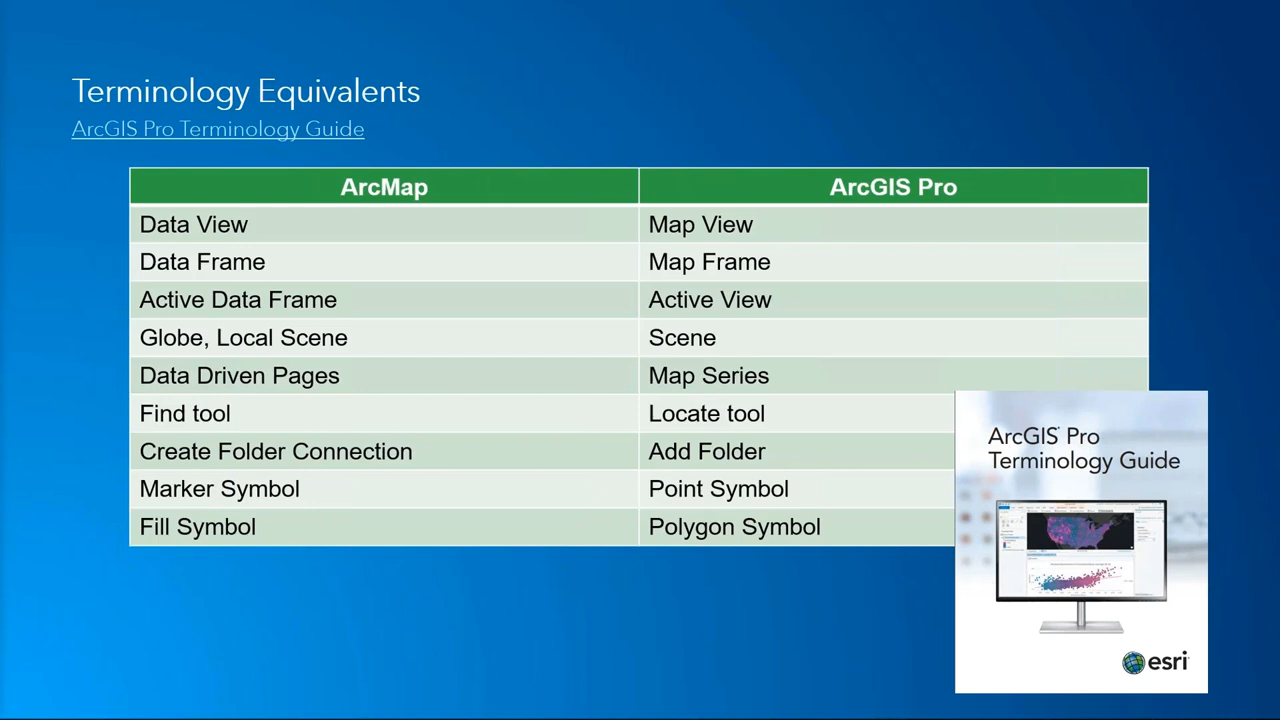 Terminology Equivalents
ArcGIS Pro Terminology Guide
ArcMap ArcGIS Pro
Data View Map View
Data Frame Map Frame
Active Data Frame Active View
Globe, Local Scene Scene
Data Driven Pages Map Series
Find tool Locate tool
Create Folder Connection Add Folder
Marker Symbol Point Symbol
Fill Symbol Polygon Symbol
ArcGIS Pro
Terminology Guide
esri